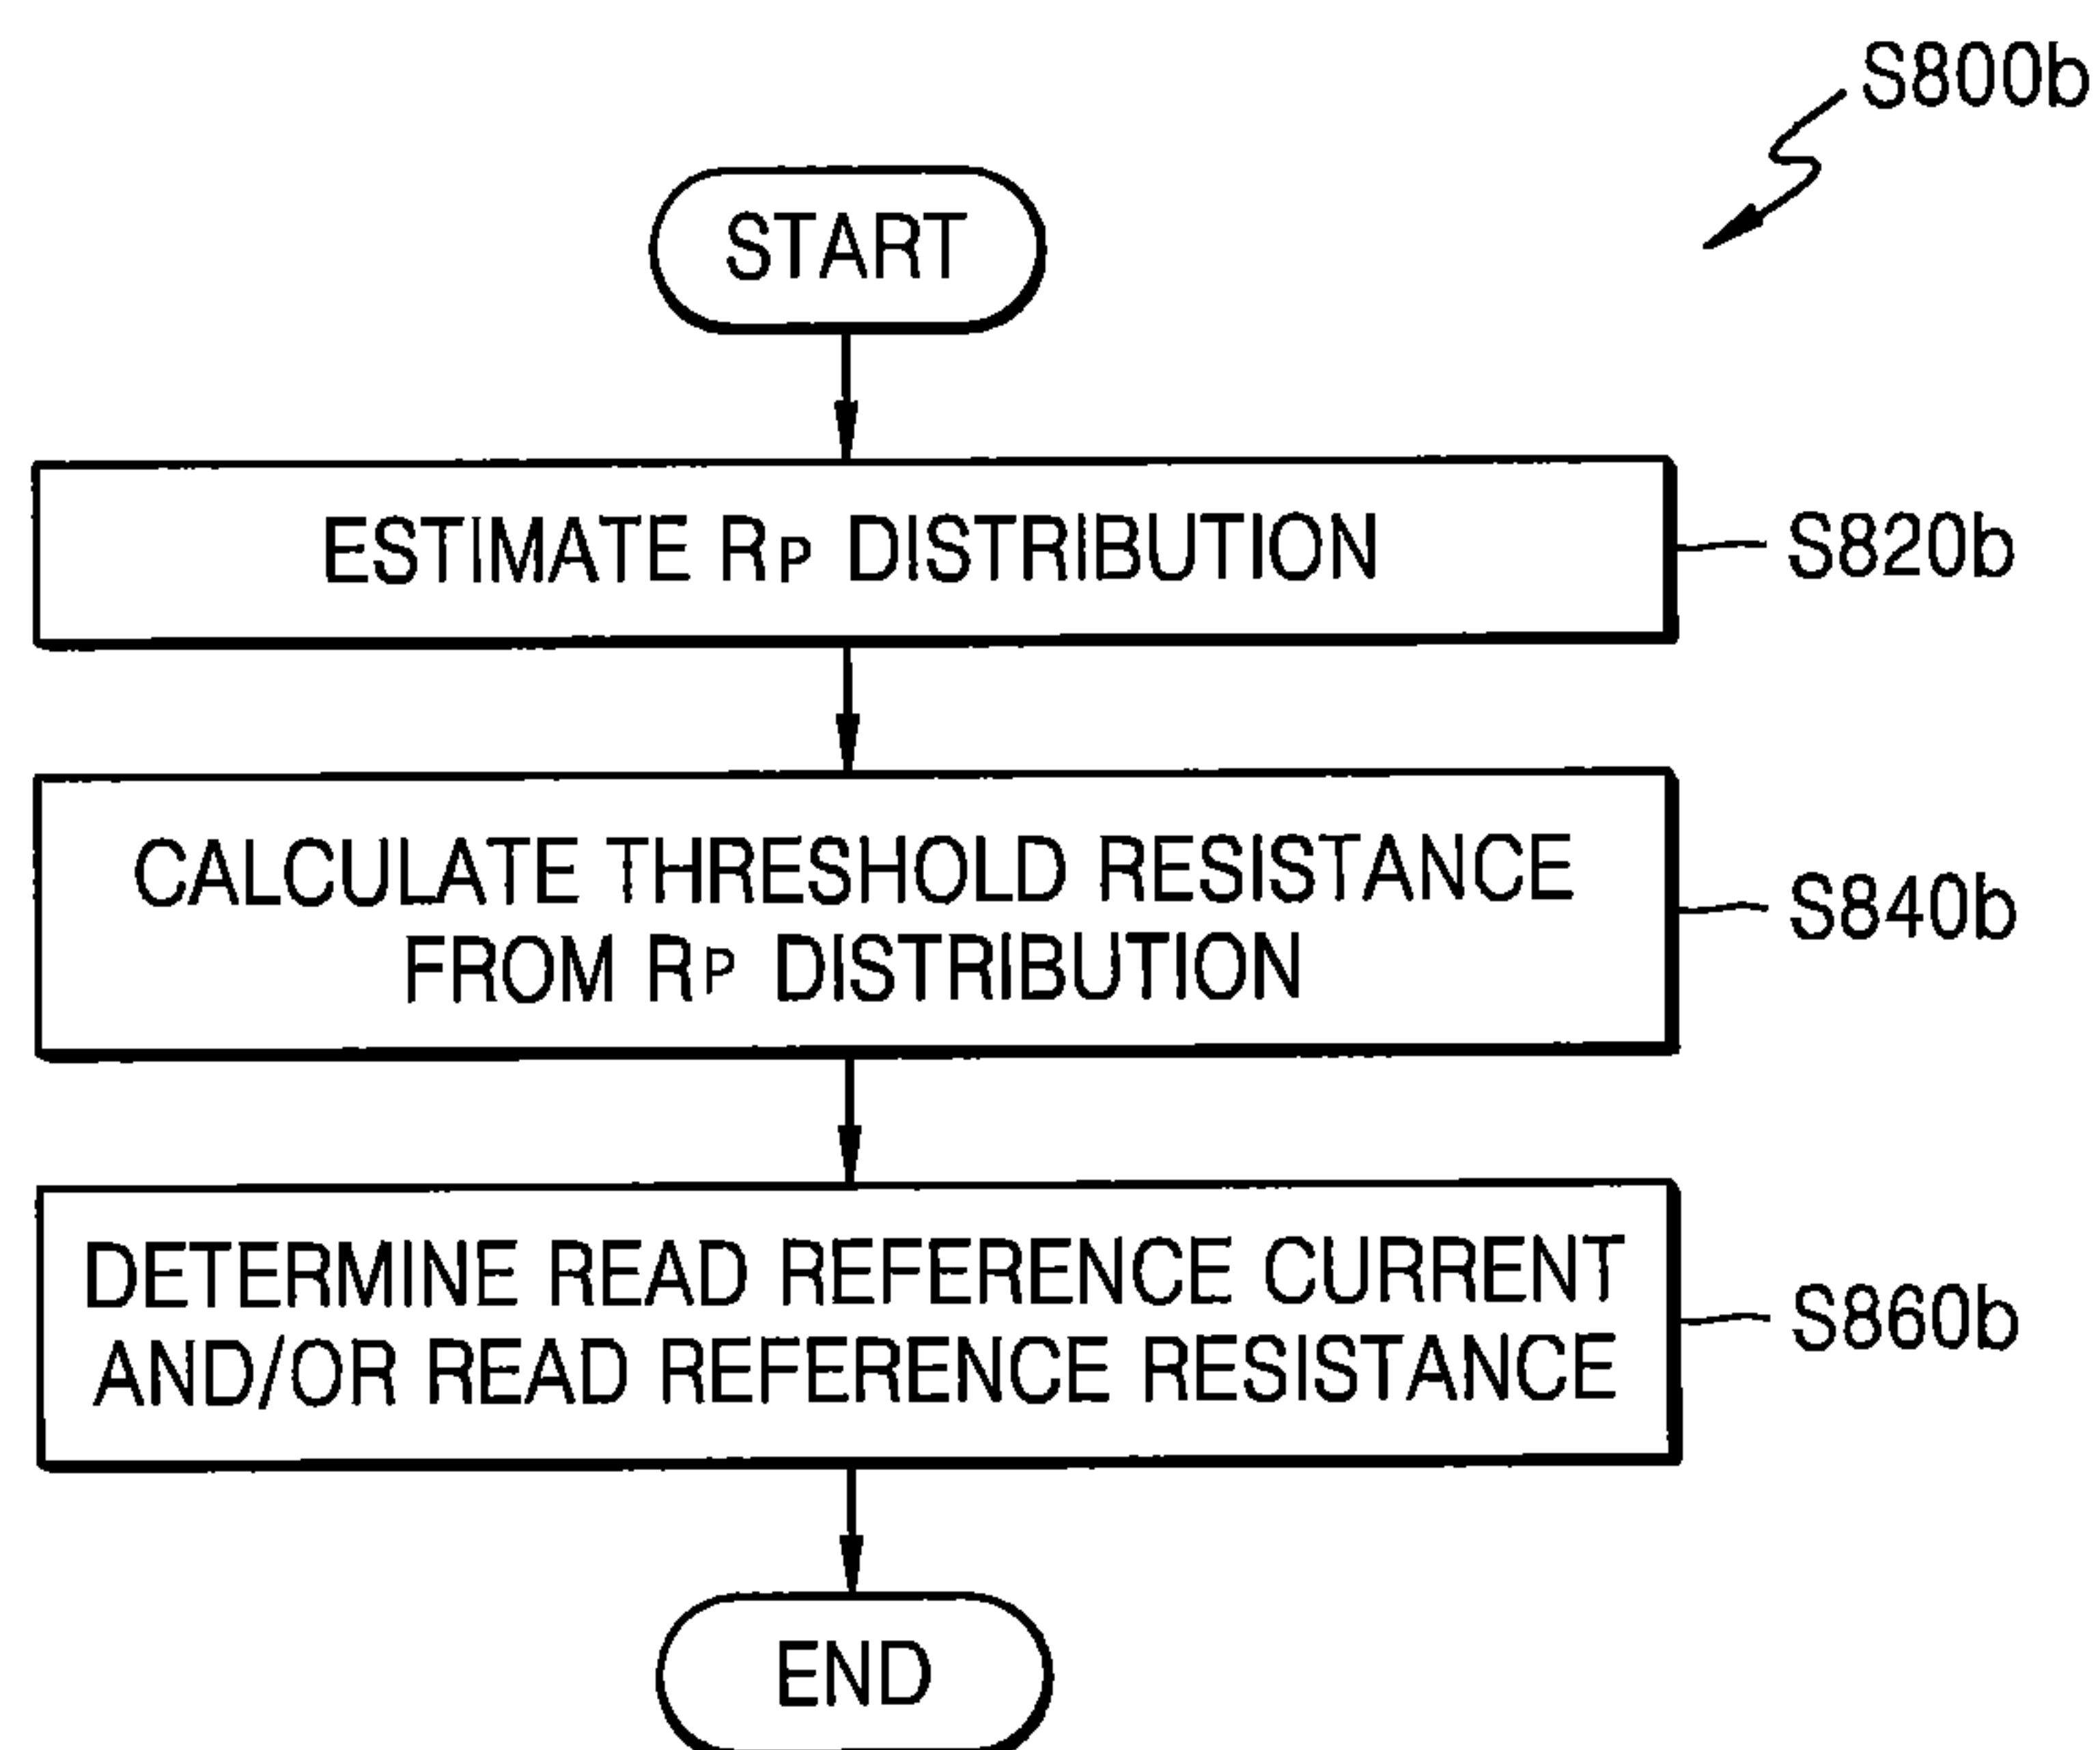 S800b
START
ESTIMATE RP DISTRIBUTION
S820b
CALCULATE THRESHOLD RESISTANCE
FROM RP DISTRIBUTION
S840b
DETERMINE READ REFERENCE CURRENT
AND/OR READ REFERENCE RESISTANCE
S860b
END